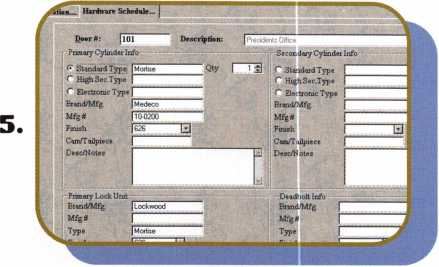 ation... Hardware Schedule...
Door #: 101 Description: Presidents Office
Primary Cylinder Info Secondary Cylinder Info
Standard Type Mortise Qty 1 Standard Type
High Sec.Type High Sec.Type
Electronic Type Electronic Type
Brand/Mfg. Medeco Brand/Mfg.
Mfg # 10-0200 Mfg #
5.
Finish 626 Finish
Cam/Tailpiece Cam/Tailpiece
Desc/Notes Desc/Notes
Primary Lock Unit Deadbolt Info
Brand/Mfg. Lockwood Brand/Mfg.
Mfg.# Mfg.#
Type Mortise Type